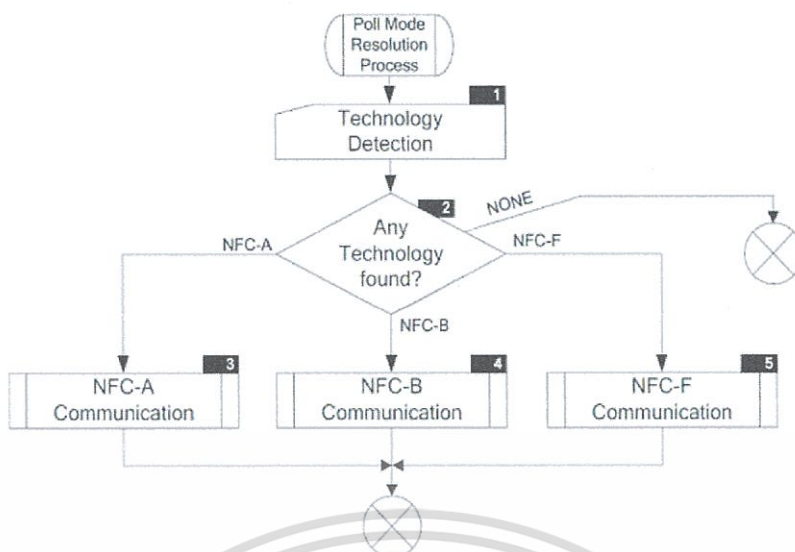 Poll Mode
Resolution
Process
1
Technology
Detection
2
NONE
Any
Technology
found?
NFC-A
NFC-F
NFC-B
3
NFC-A
Communication
4
NFC-B
Communication
5
NFC-F
Communication